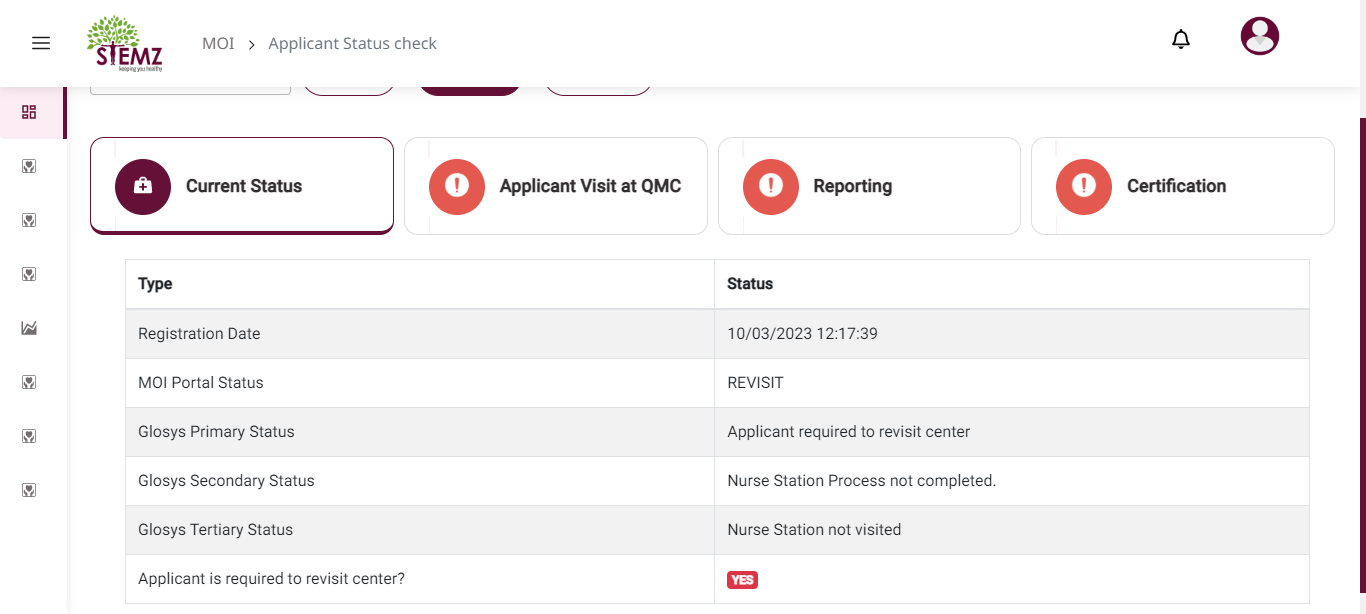 STEMZ
keeping you healthy
MOI > Applicant Status check
Current Status
Applicant Visit at QMC
Reporting
Certification
Type Status
Registration Date 10/03/2023 12:17:39
MOI Portal Status REVISIT
Glosys Primary Status Applicant required to revisit center
Glosys Secondary Status Nurse Station Process not completed.
Glosys Tertiary Status Nurse Station not visited
Applicant is required to revisit center? YES